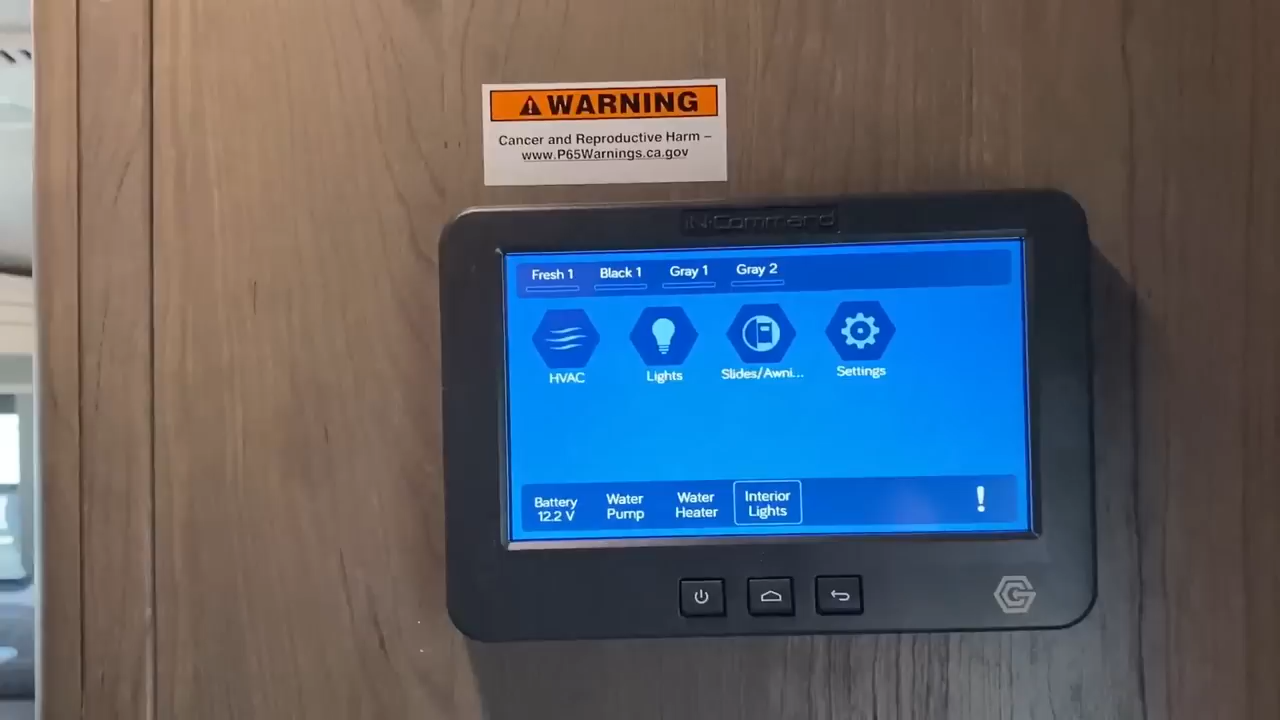 WARNING
Cancer and Reproductive Harm –
www.P65Warnings.ca.gov
iN·Command
Fresh 1 Black 1 Gray 1 Gray 2
HVAC Lights Slides/Awni... Settings
Battery Water Water Interior
12.2 V Pump Heater Lights !